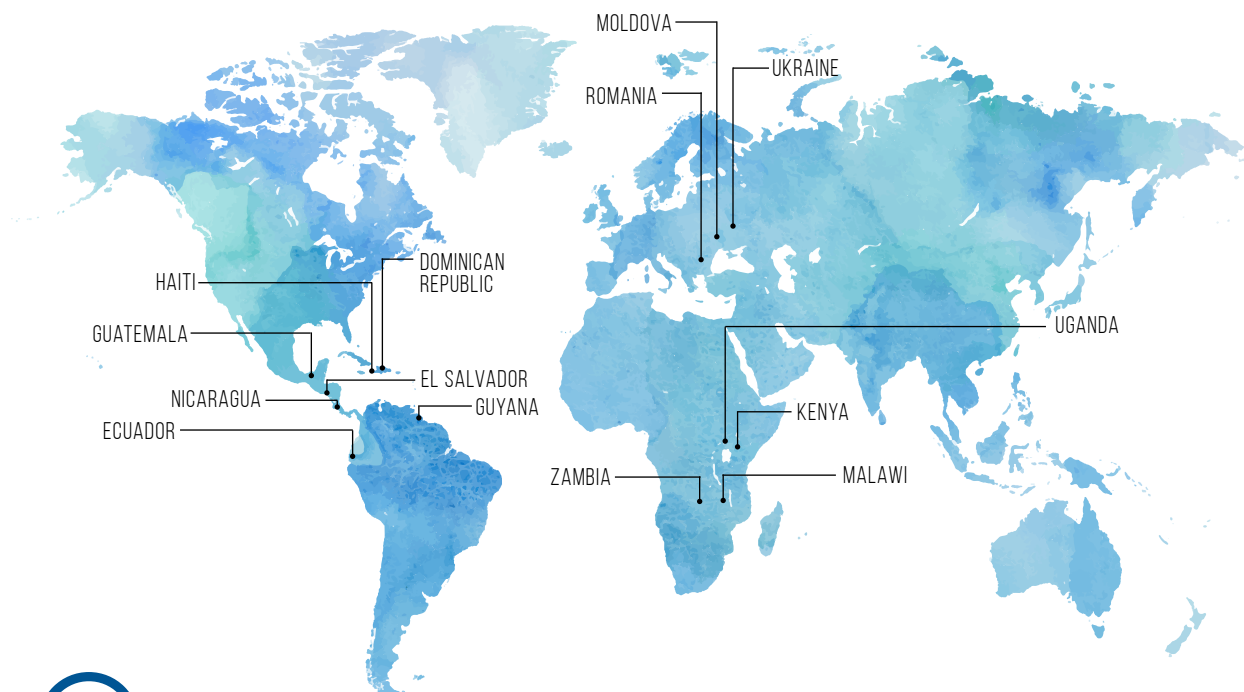 MOLDOVA
UKRAINE
ROMANIA
DOMINICAN
REPUBLIC
HAITI
GUATEMALA
UGANDA
EL SALVADOR
NICARAGUA
GUYANA
KENYA
ECUADOR
ZAMBIA
MALAWI